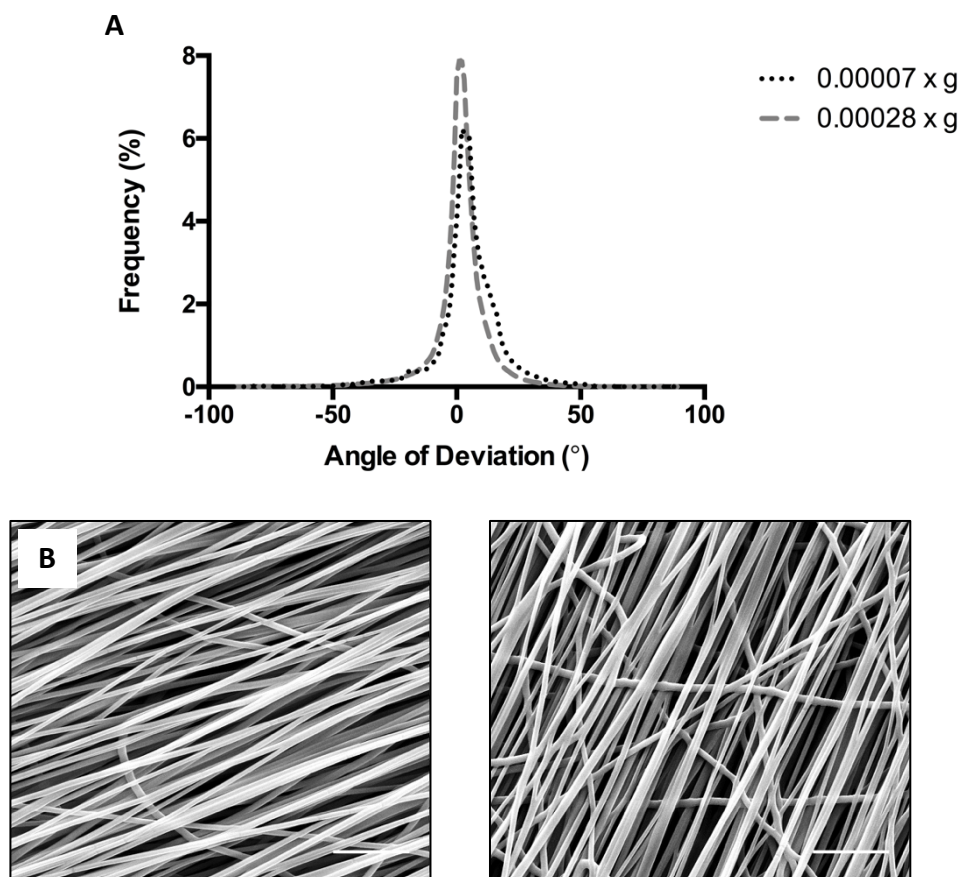 A
8
6
4
2
0
Frequency (%)
-100 -50 0 50 100
Angle of Deviation (°)
0.00007 x g
0.00028 x g
B